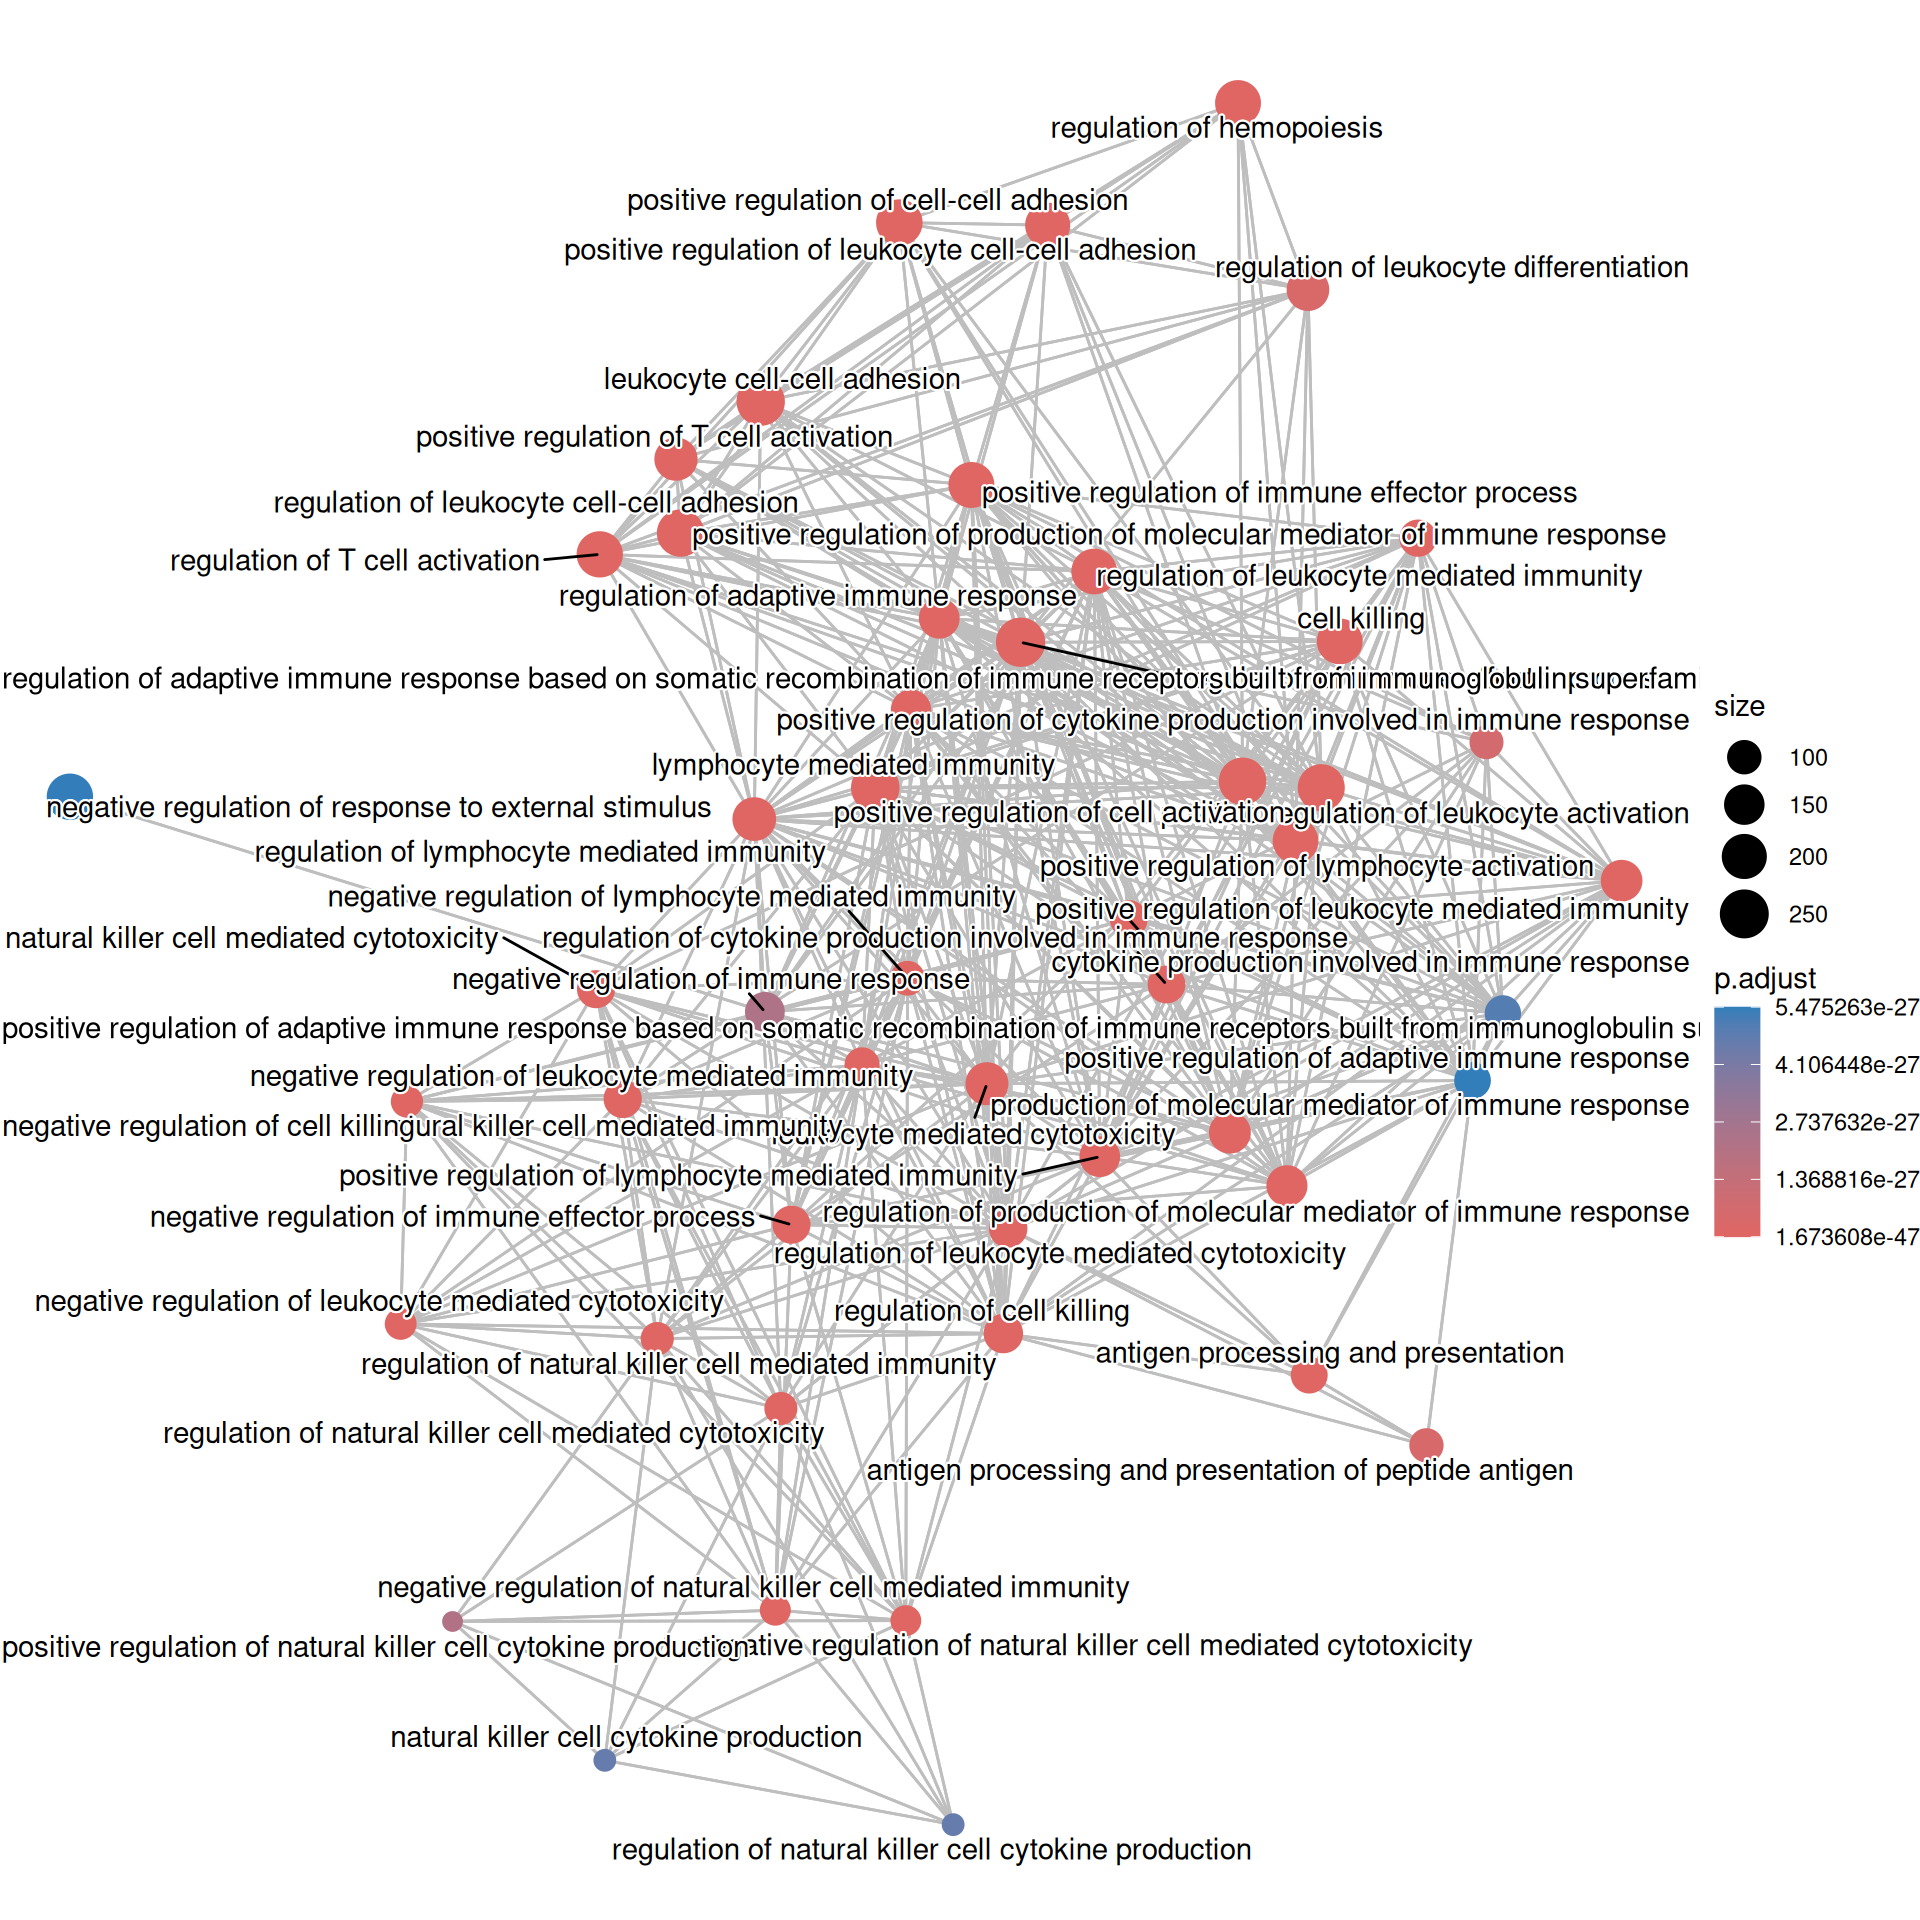 regulation of hemopoiesis
positive regulation of cell-cell adhesion
positive regulation of leukocyte cell-cell adhesion
regulation of leukocyte differentiation
leukocyte cell-cell adhesion
positive regulation of T cell activation
positive regulation of immune effector process
regulation of leukocyte cell-cell adhesion
positive regulation of production of molecular mediator of immune response
regulation of T cell activation
regulation of leukocyte mediated immunity
regulation of adaptive immune response
cell killing
regulation of adaptive immune response based on somatic recombination of immune receptors built from immunoglobulin superfam
positive regulation of cytokine production involved in immune response
lymphocyte mediated immunity
negative regulation of response to external stimulus
positive regulation of cell activation
gulation of leukocyte activation
regulation of lymphocyte mediated immunity
positive regulation of lymphocyte activation
negative regulation of lymphocyte mediated immunity
positive regulation of leukocyte mediated immunity
natural killer cell mediated cytotoxicity
regulation of cytokine production involved in immune response
cytokine production involved in immune response
negative regulation of immune response
positive regulation of adaptive immune response based on somatic recombination of immune receptors built from immunoglobulin
positive regulation of adaptive immune response
negative regulation of leukocyte mediated immunity
production of molecular mediator of immune response
negative regulation of cell killing
ural killer cell mediated immunity
cyte mediated cytotoxicity
positive regulation of lymphocyte mediated immunity
negative regulation of immune effector process
regulation of production of molecular mediator of immune response
regulation of leukocyte mediated cytotoxicity
negative regulation of leukocyte mediated cytotoxicity
regulation of cell killing
regulation of natural killer cell mediated immunity
antigen processing and presentation
regulation of natural killer cell mediated cytotoxicity
antigen processing and presentation of peptide antigen
negative regulation of natural killer cell mediated immunity
positive regulation of natural killer cell cytokine production
ative regulation of natural killer cell mediated cytotoxicity
natural killer cell cytokine production
regulation of natural killer cell cytokine production
size
100
150
200
250
p.adjust
5.475263e-27
4.106448e-27
2.737632e-27
1.368816e-27
1.673608e-47